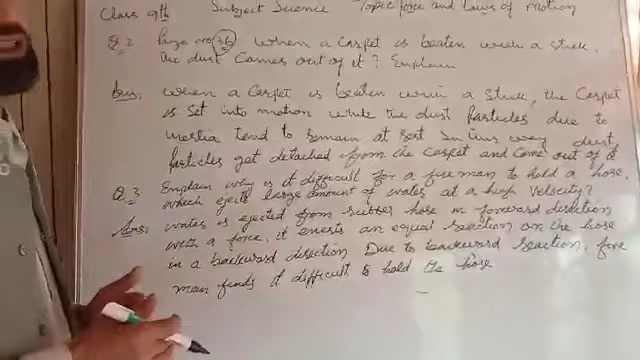 Class 9th Subject Science Topic force and Laws of Motion
Q.2 Page no 36 When a Carpet is beaten with a stick,
the dust Comes out of it? Explain
Ans: When a Carpet is beaten with a Stick, the Carpet
is set into motion while the dust Particles due to
inertia tend to remain at rest In this way dust
Particles get detached from the Carpet and Come out of it
Q.3 Explain why is it difficult for a fire man to hold a hose,
which ejects large amount of water at a high velocity?
Ans: water is ejected from rubber hose in forward direction
with a force, it exerts an equal reaction on the hose
in a backward direction Due to backward reaction, fire
man finds it difficult to hold the hose